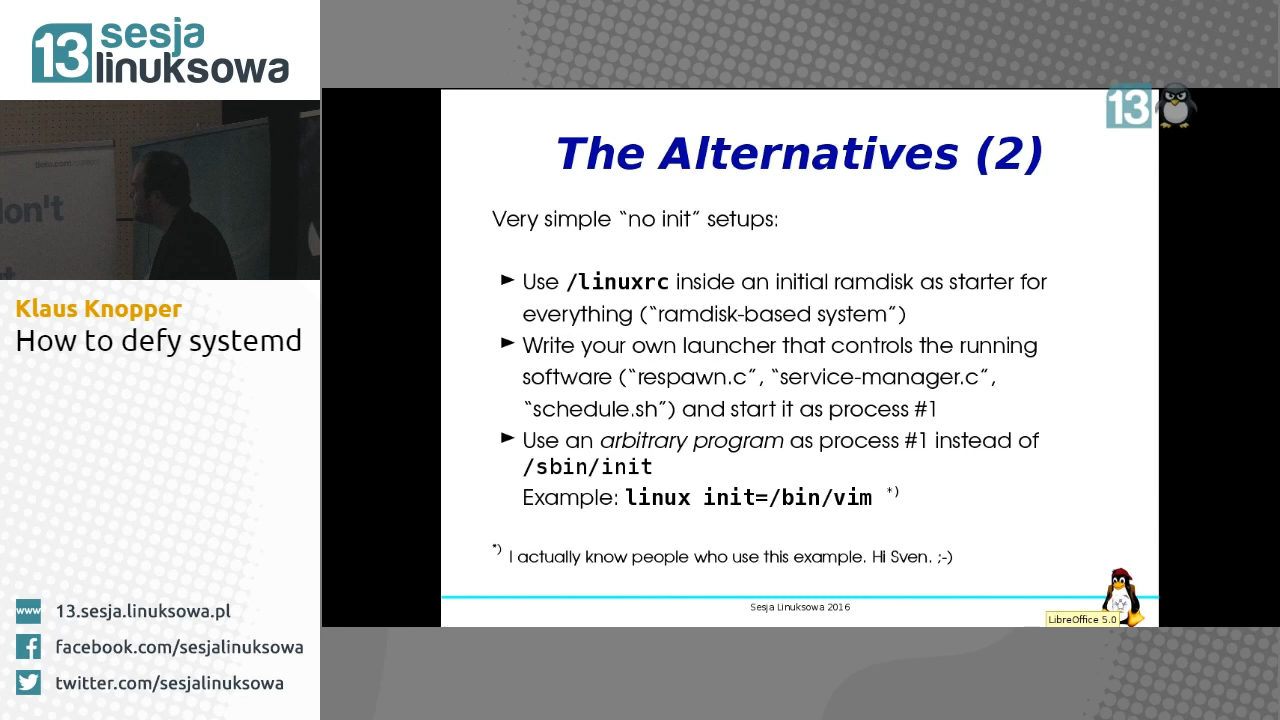 13 sesja
linuksowa
don't
Klaus Knopper
How to defy systemd
www 13.sesja.linuksowa.pl
facebook.com/sesjalinuksowa
twitter.com/sesjalinuksowa
13
The Alternatives (2)
Very simple “no init” setups:
► Use /linuxrc inside an initial ramdisk as starter for
everything (“ramdisk-based system”)
► Write your own launcher that controls the running
software (“respawn.c”, “service-manager.c”,
“schedule.sh”) and start it as process #1
► Use an arbitrary program as process #1 instead of
/sbin/init
Example: linux init=/bin/vim *)
*) I actually know people who use this example. Hi Sven. ;-)
Sesja Linuksowa 2016
LibreOffice 5.0